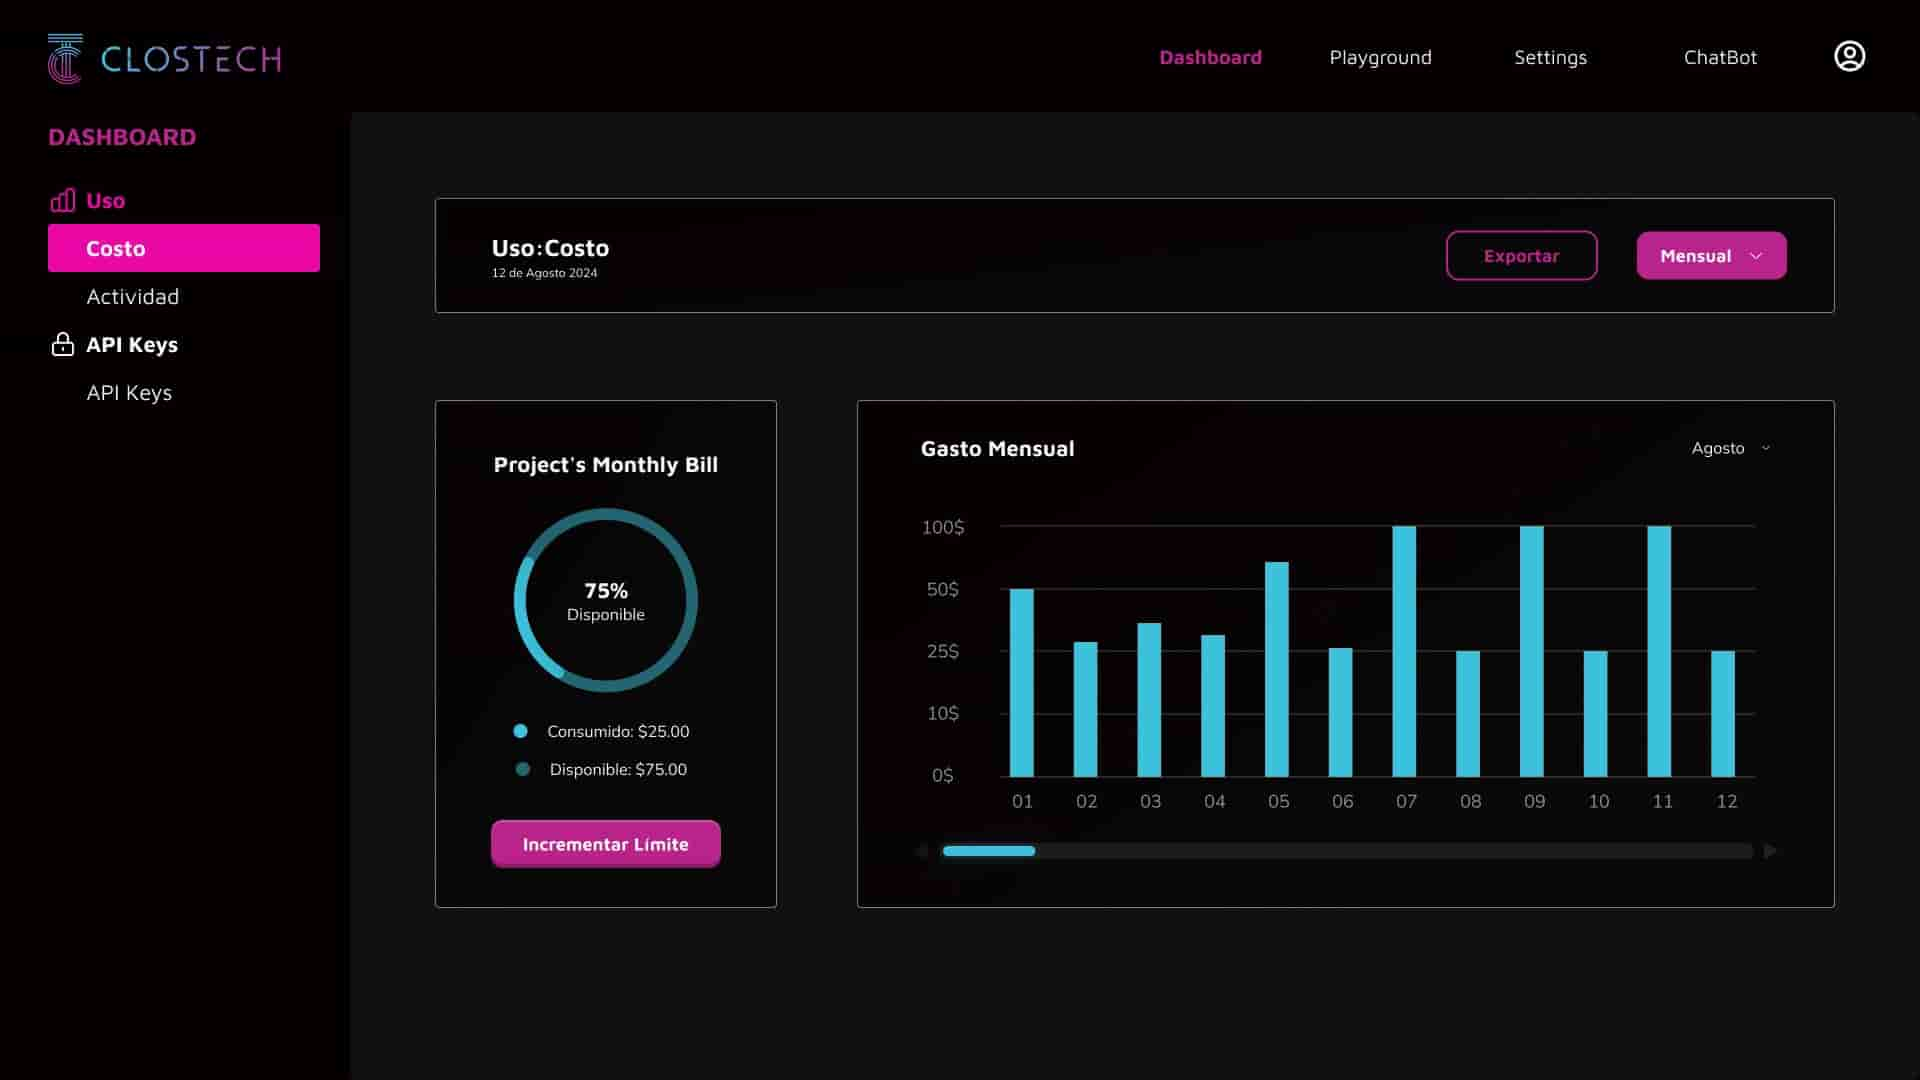 CLOSTECH
Dashboard
Playground
Settings
ChatBot
DASHBOARD
Uso
Costo
Actividad
API Keys
API Keys
Uso:Costo
12 de Agosto 2024
Exportar
Mensual
Project's Monthly Bill
75%
Disponible
Consumido: $25.00
Disponible: $75.00
Incrementar Límite
Gasto Mensual
Agosto
100$
50$
25$
10$
0$
01 02 03 04 05 06 07 08 09 10 11 12